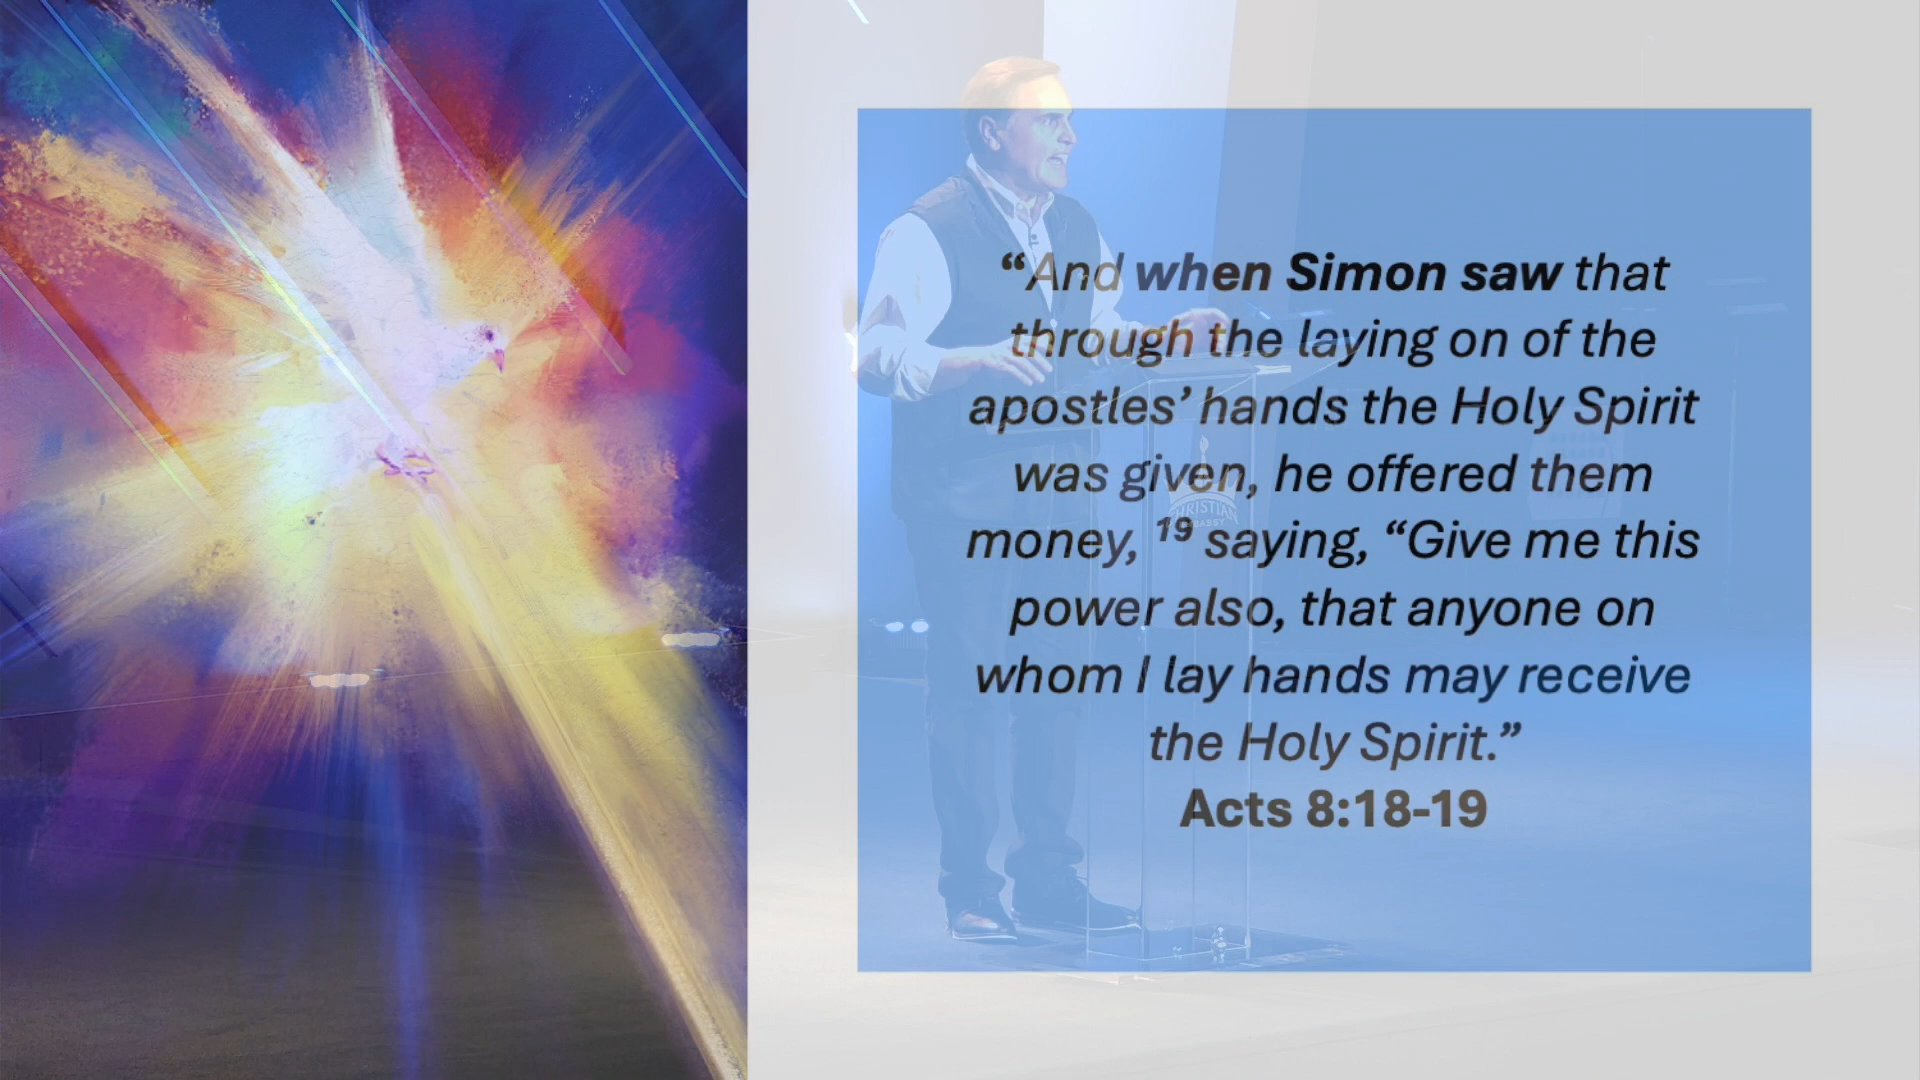 “And when Simon saw that
through the laying on of the
apostles’ hands the Holy Spirit
was given, he offered them
money, 19 saying, “Give me this
power also, that anyone on
whom I lay hands may receive
the Holy Spirit.”
Acts 8:18-19
CHRISTIAN
EMBASSY